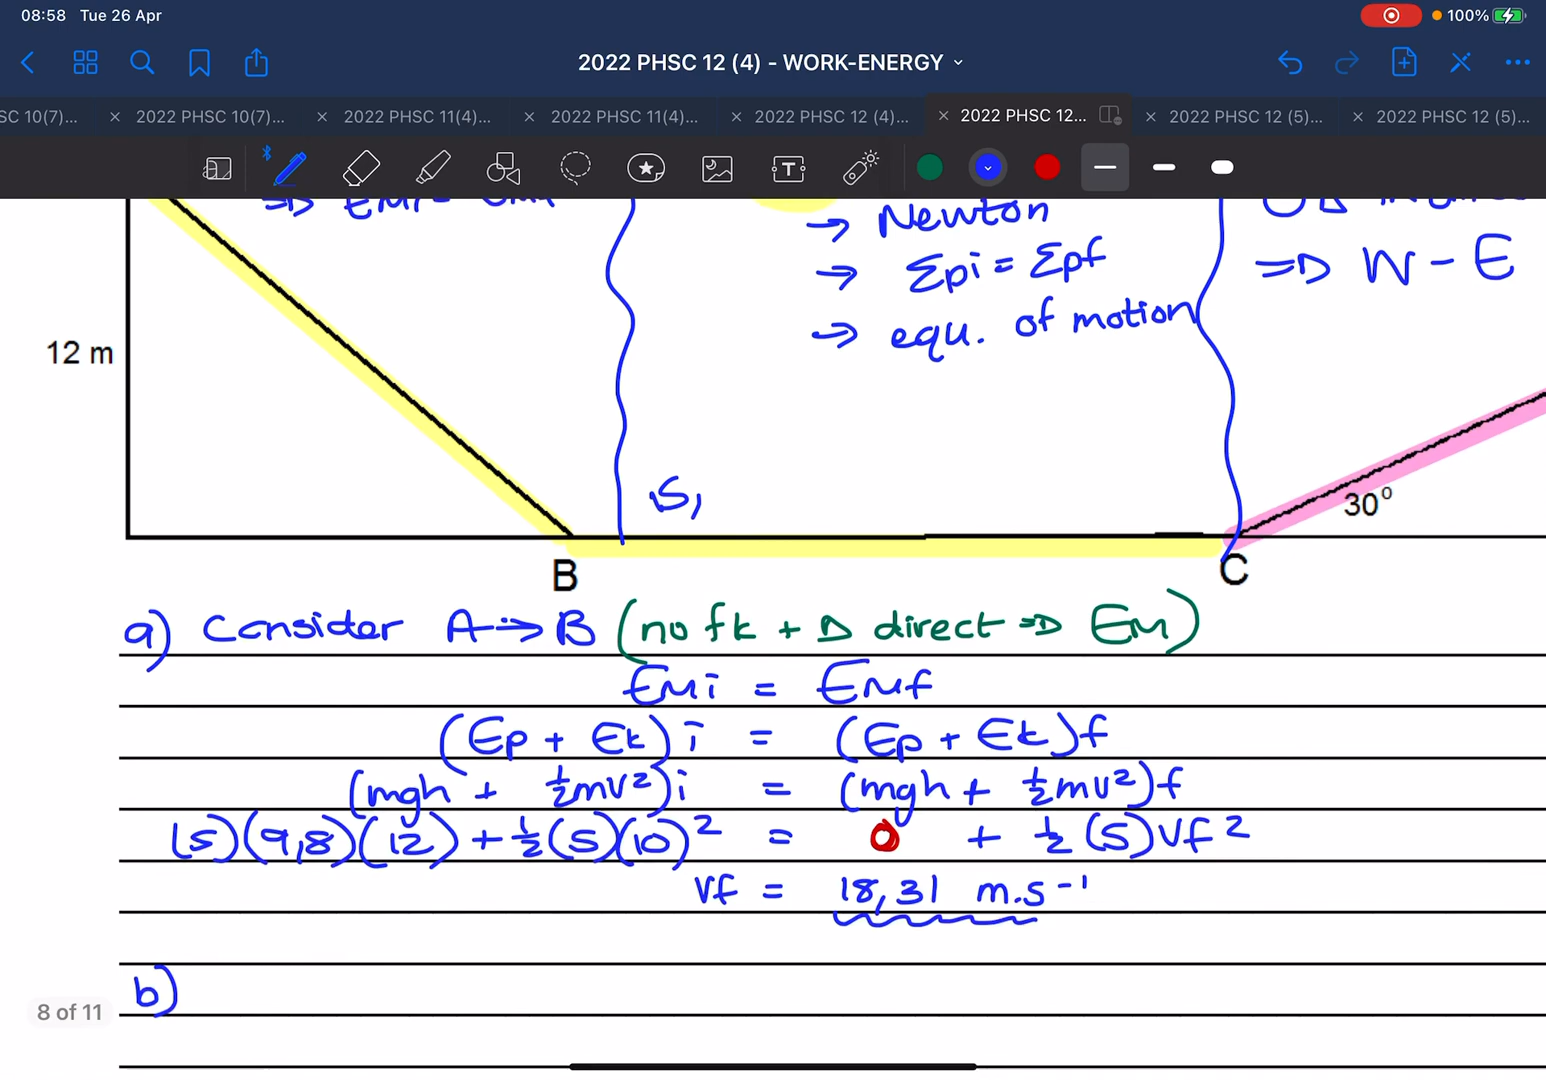 08:58 Tue 26 Apr
100%
2022 PHSC 12 (4) - WORK-ENERGY
SC 10(7)... × 2022 PHSC 10(7)... × 2022 PHSC 11(4)... × 2022 PHSC 11(4)... × 2022 PHSC 12 (4)... × 2022 PHSC 12... × 2022 PHSC 12 (5)... × 2022 PHSC 12 (5)...
T
→ Newton
→ Σpi = Σpf
⇒ W - E
→ equ. of motion
12 m
S,
30°
B
C
a) Consider A → B (no fk + Δ direct ⇒ EM)
EMi = EMf
(Ep + Ek)i = (Ep + Ek)f
(mgh + ½mv²)i = (mgh + ½mv²)f
(5)(9,8)(12) + ½(5)(10)² = 0 + ½(5)vf²
vf = 18,31 m.s⁻¹
b)
8 of 11